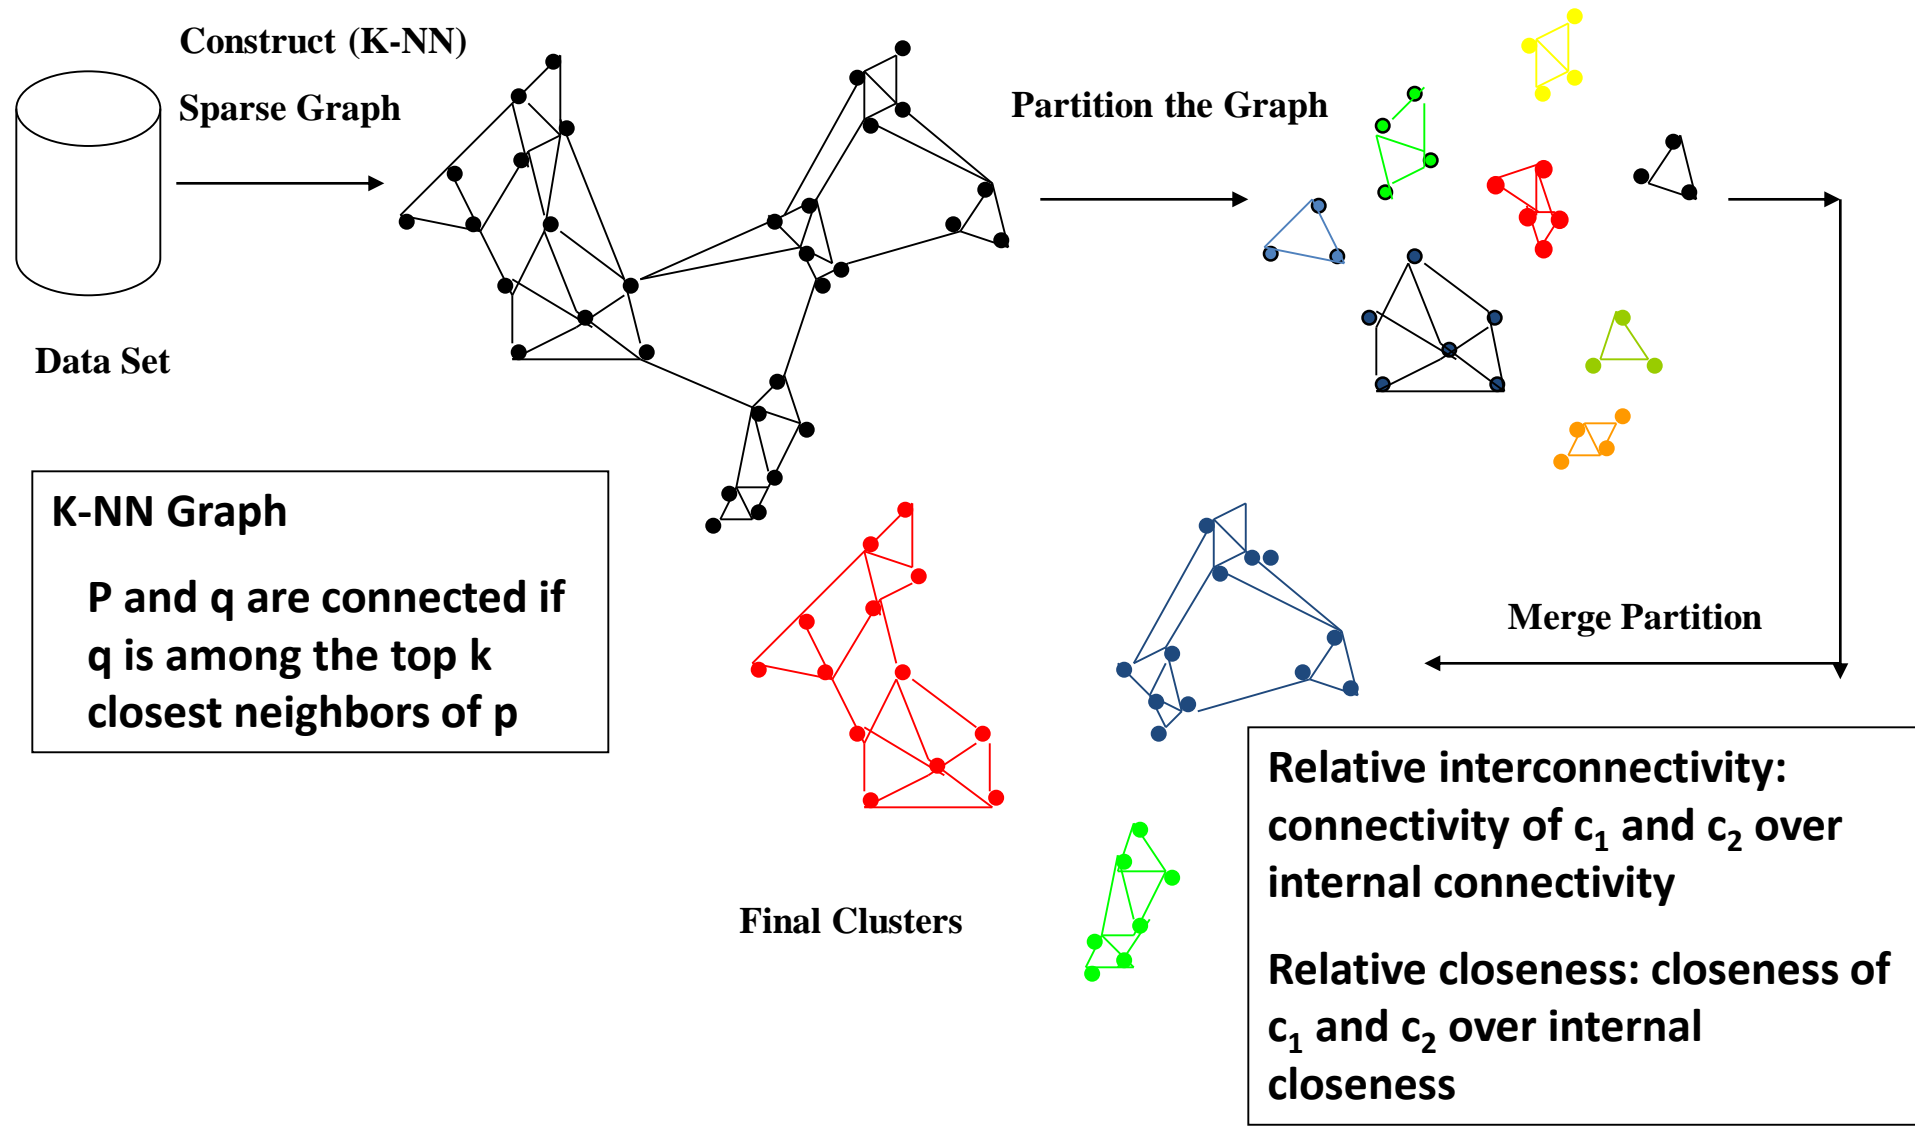 Construct (K-NN)
Sparse Graph
Partition the Graph
Data Set
K-NN Graph
P and q are connected if
q is among the top k
closest neighbors of p
Merge Partition
Final Clusters
Relative interconnectivity:
connectivity of c₁ and c₂ over
internal connectivity
Relative closeness: closeness of
c₁ and c₂ over internal
closeness